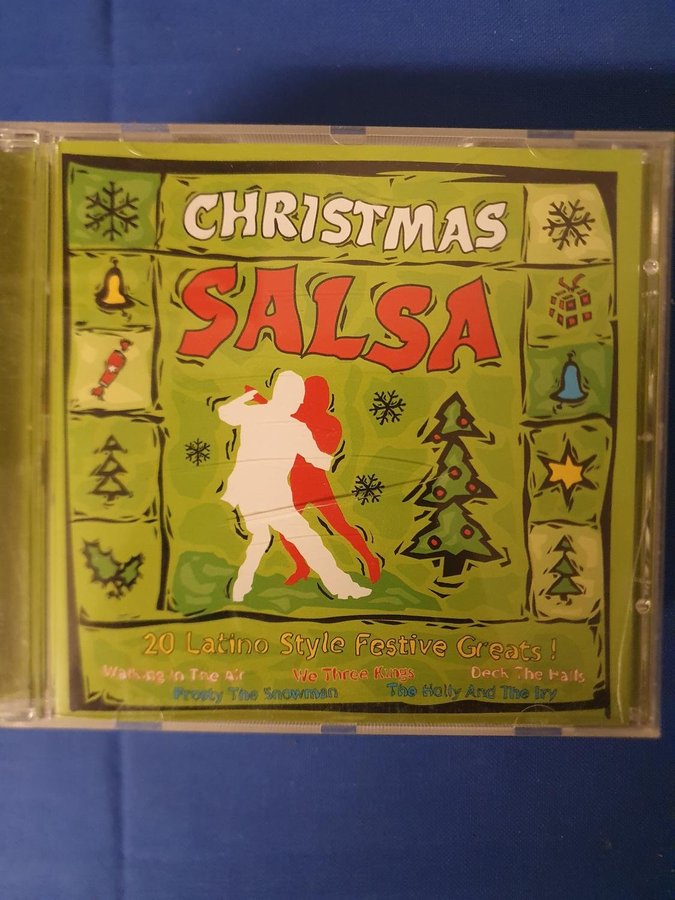 CHRISTMAS
SALSA
20 Latino Style Festive Greats !
Walking In The Air We Three Kings Deck The Halls
Frosty The Snowman The Holly And The Ivy